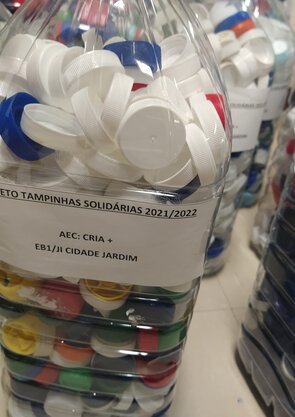 ETO TAMPINHAS SOLIDÁRIAS 2021/2022
AEC: CRIA +
EB1/JI CIDADE JARDIM